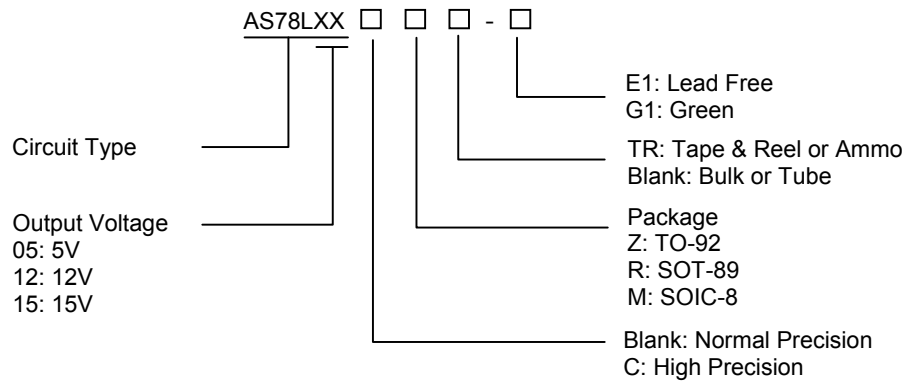 AS78LXX □ □ □ - □
E1: Lead Free
G1: Green
Circuit Type
TR: Tape & Reel or Ammo
Blank: Bulk or Tube
Output Voltage
05: 5V
12: 12V
15: 15V
Package
Z: TO-92
R: SOT-89
M: SOIC-8
Blank: Normal Precision
C: High Precision